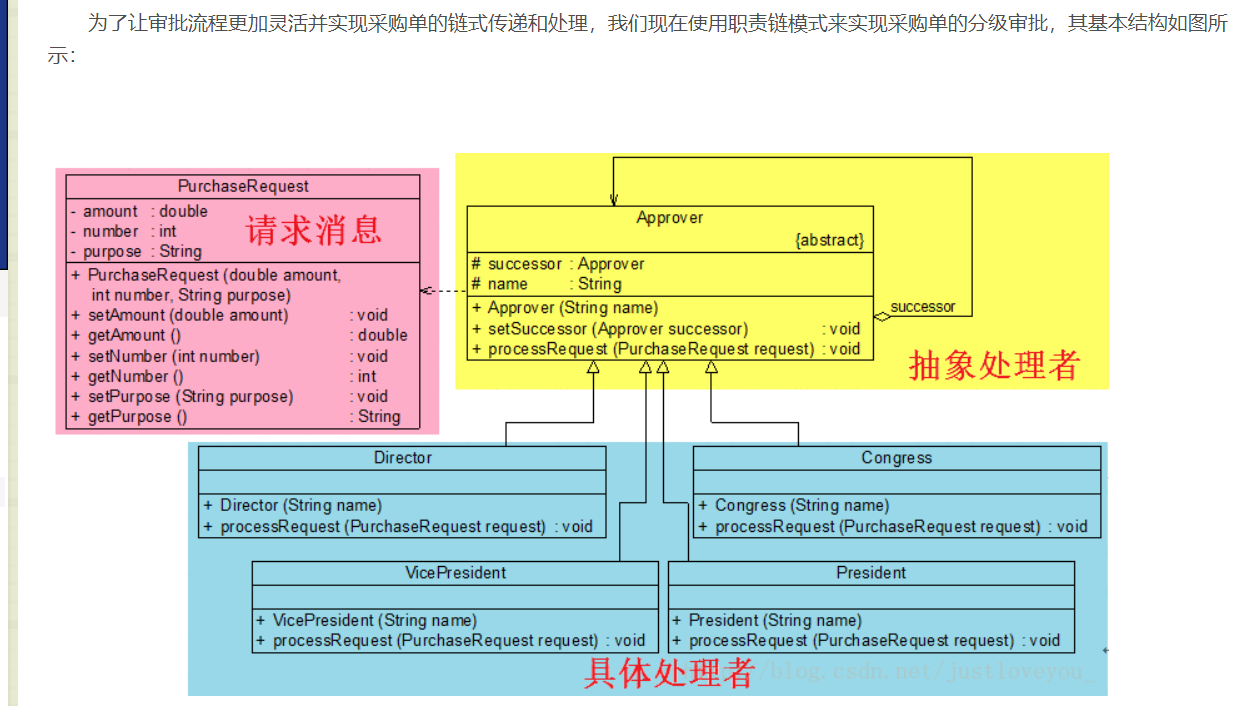 为了让审批流程更加灵活并实现采购单的链式传递和处理，我们现在使用职责链模式来实现采购单的分级审批，其基本结构如图所
示：
PurchaseRequest
- amount : double
- number : int
- purpose : String
请求消息
+ PurchaseRequest (double amount,
int number, String purpose)
+ setAmount (double amount) : void
+ getAmount () : double
+ setNumber (int number) : void
+ getNumber () : int
+ setPurpose (String purpose) : void
+ getPurpose () : String
Approver
{abstract}
# successor : Approver
# name : String
+ Approver (String name)
+ setSuccessor (Approver successor) : void
+ processRequest (PurchaseRequest request) : void
successor
抽象处理者
Director
+ Director (String name)
+ processRequest (PurchaseRequest request) : void
Congress
+ Congress (String name)
+ processRequest (PurchaseRequest request) : void
VicePresident
+ VicePresident (String name)
+ processRequest (PurchaseRequest request) : void
President
+ President (String name)
+ processRequest (PurchaseRequest request) : void
具体处理者
/blog.csdn.net/justloveyou_